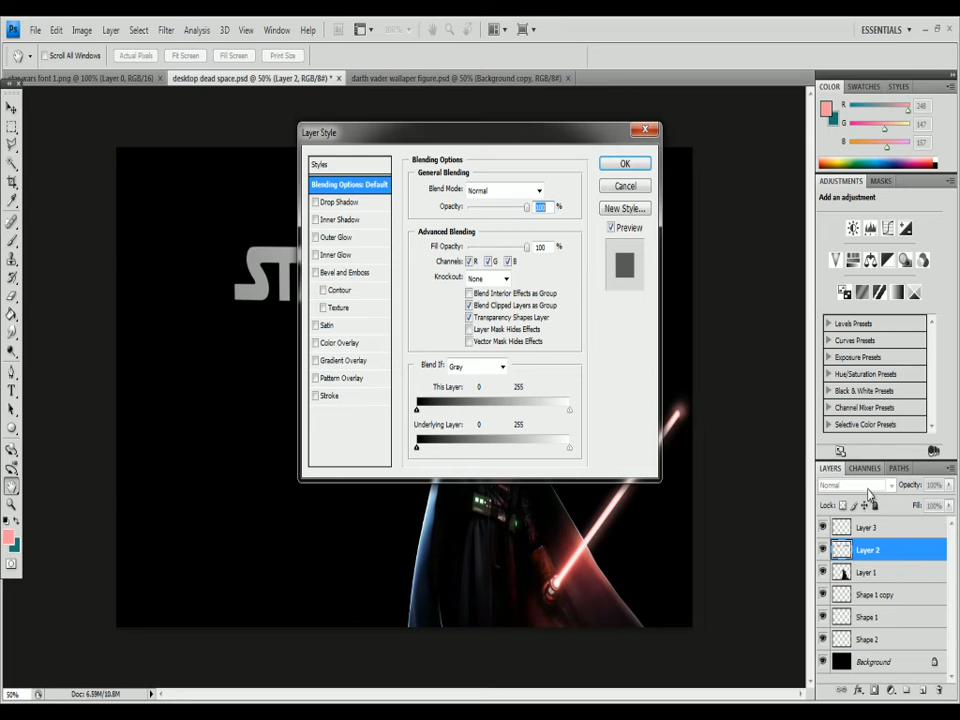 Ps File Edit Image Layer Select Filter Analysis 3D View Window Help 100% ESSENTIALS
Scroll All Windows Actual Pixels Fit Screen Fill Screen Print Size
wars font 1.png @ 100% (Layer 0, RGB/16) × desktop dead space.psd @ 50% (Layer 2, RGB/8#) * × darth vader wallaper figure.psd @ 50% (Background copy, RGB/8#) ×
COLOR SWATCHES STYLES
R 248
G 147
B 157
ADJUSTMENTS MASKS
Add an adjustment
Levels Presets
Curves Presets
Exposure Presets
Hue/Saturation Presets
Black & White Presets
Channel Mixer Presets
Selective Color Presets
LAYERS CHANNELS PATHS
Normal Opacity: 100%
Lock: Fill: 100%
Layer 3
Layer 2
Layer 1
Shape 1 copy
Shape 1
Shape 2
Background
fx
Layer Style
Styles
Blending Options: Default
Drop Shadow
Inner Shadow
Outer Glow
Inner Glow
Bevel and Emboss
Contour
Texture
Satin
Color Overlay
Gradient Overlay
Pattern Overlay
Stroke
Blending Options
General Blending
Blend Mode: Normal
Opacity: 100 %
Advanced Blending
Fill Opacity: 100 %
Channels: R G B
Knockout: None
Blend Interior Effects as Group
Blend Clipped Layers as Group
Transparency Shapes Layer
Layer Mask Hides Effects
Vector Mask Hides Effects
Blend If: Gray
This Layer: 0 255
Underlying Layer: 0 255
OK
Cancel
New Style...
Preview
ST
50% Doc: 6.59M/10.8M